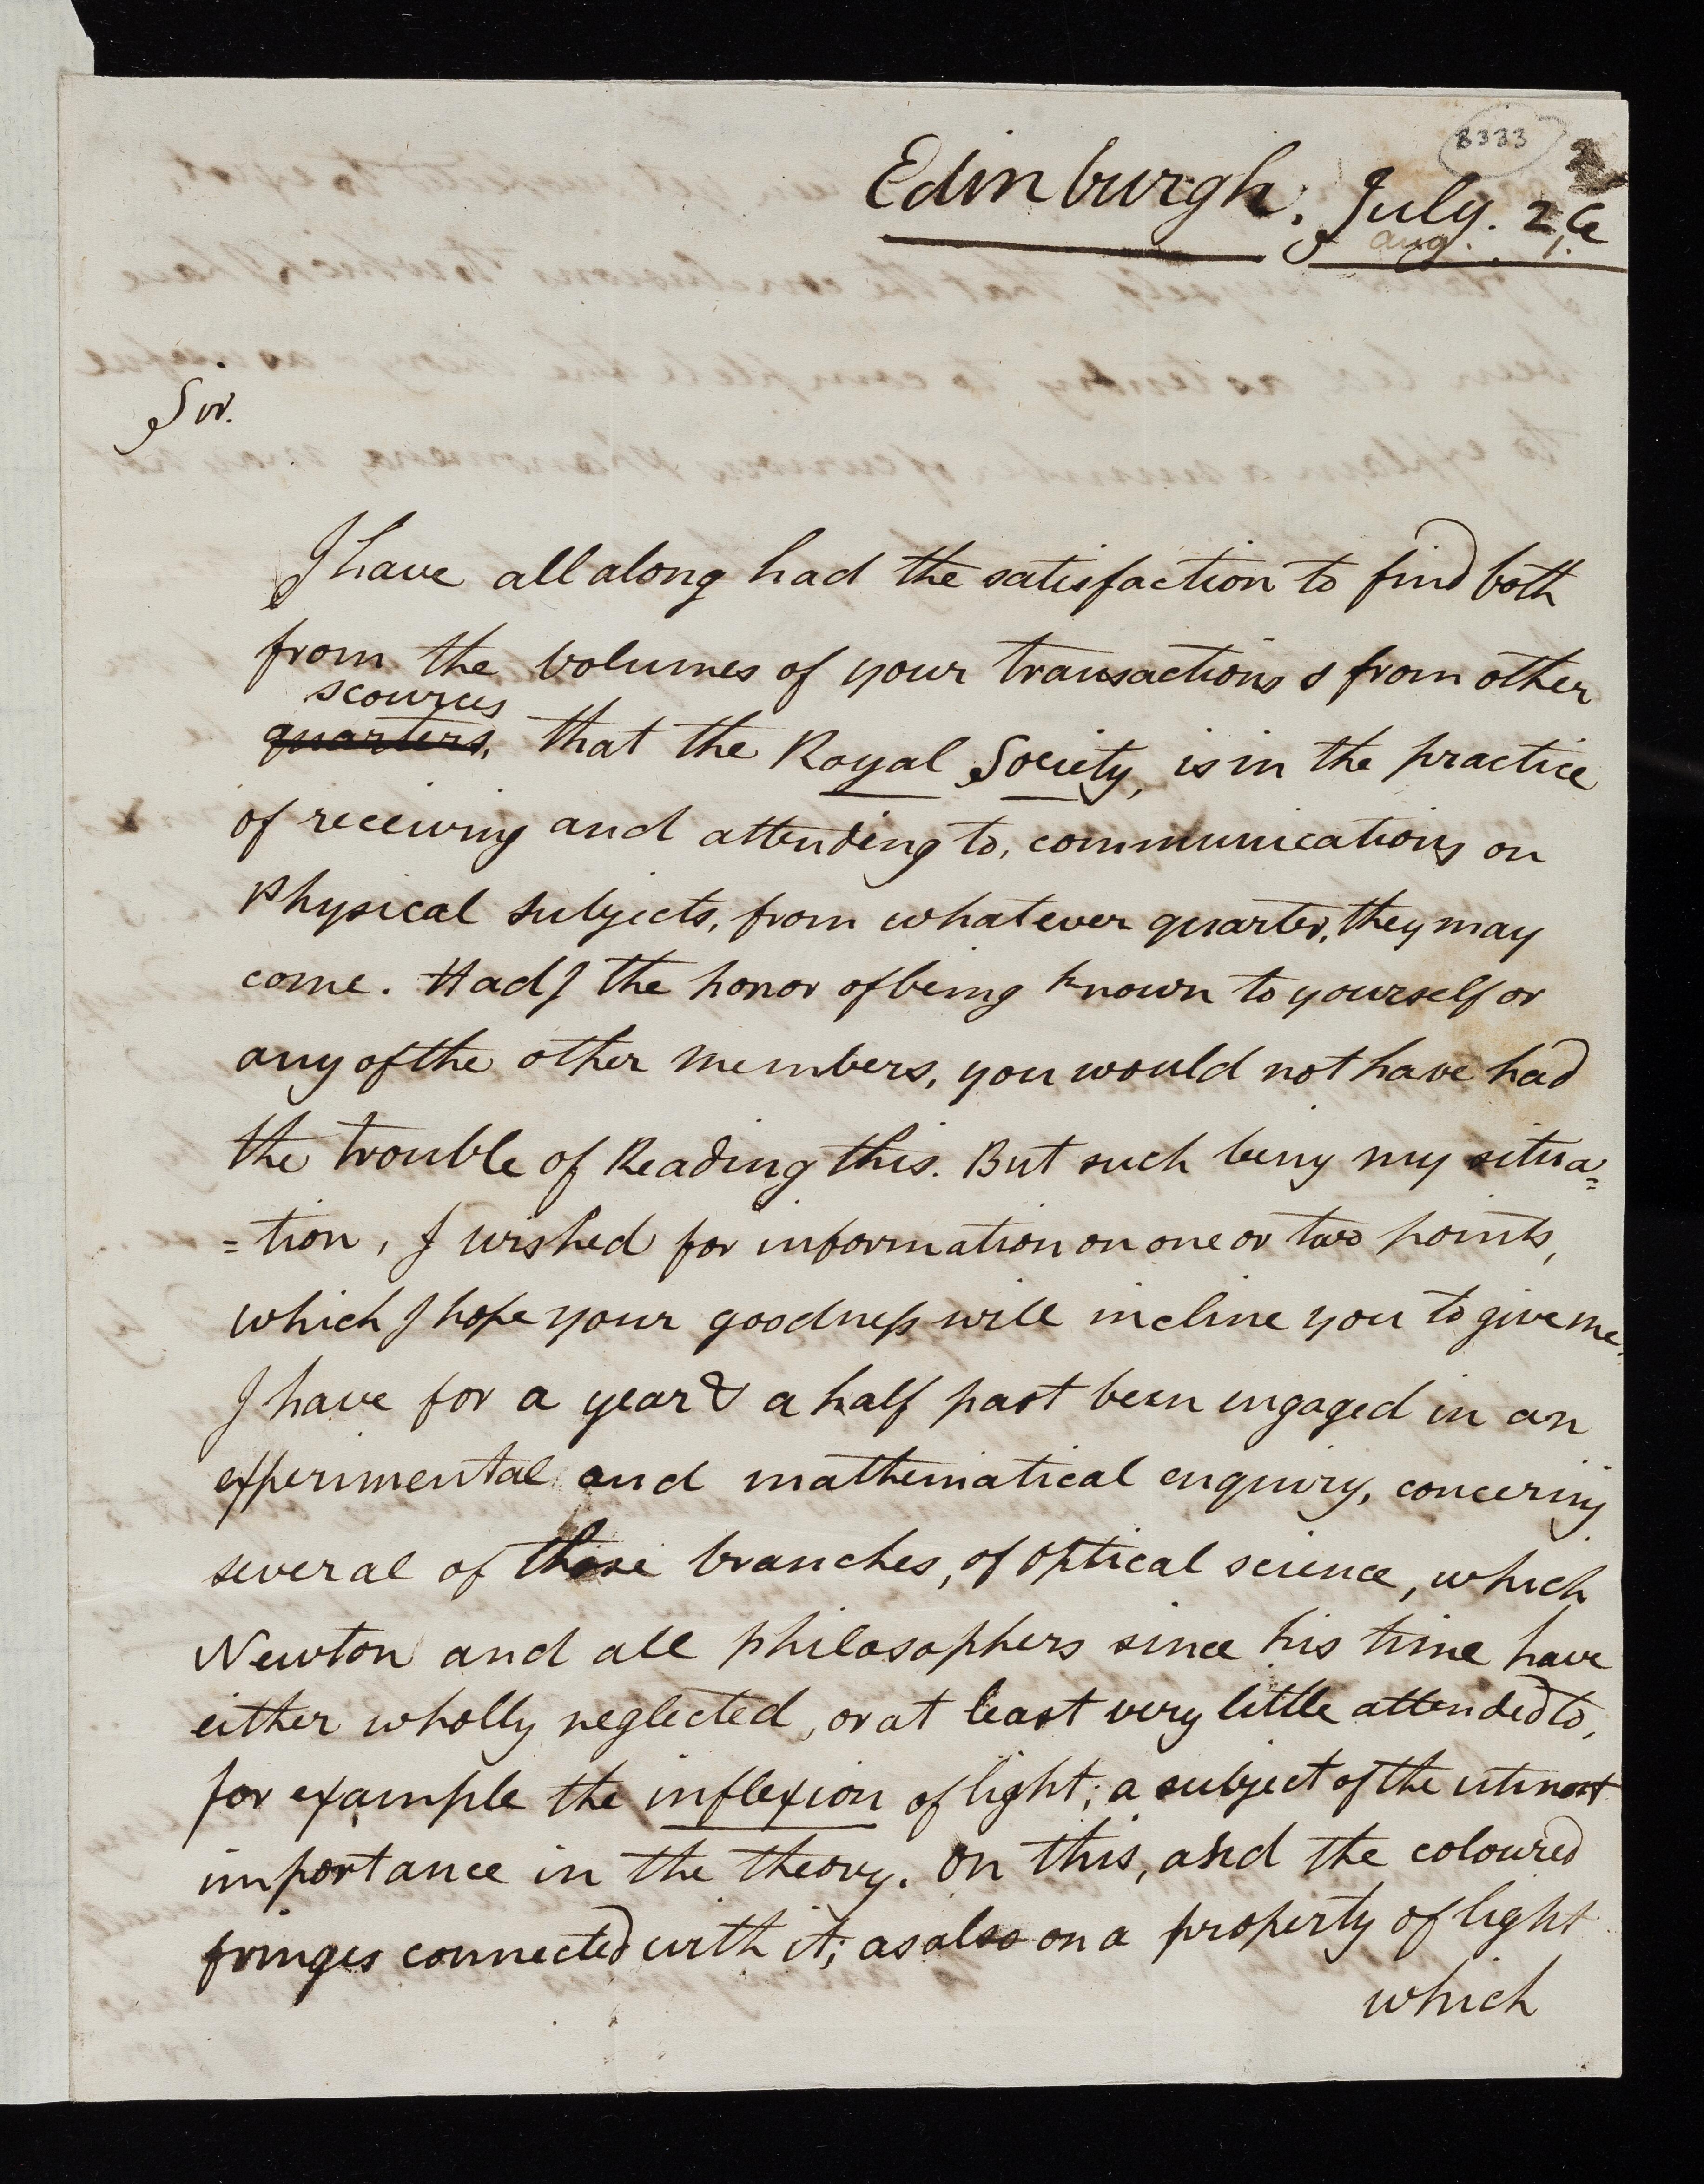 8333
Edinburgh. July. 26
aug. 1.
Sir.
I have all along had the satisfaction to find both
from the volumes of your transactions & from other
scources
quarters, that the Royal Society, is in the practice
of receiving and attending to, communications on
Physical subjects, from whatever quarter, they may
come. Had I the honor of being known to yourself or
any of the other members, you would not have had
the trouble of Reading this. But such being my situa=
=tion, I wished for information on one or two points,
which I hope your goodness will incline you to give me.
I have for a year & a half past been engaged in an
experimental and mathematical enquiry, concering
several of those branches, of optical science, which
Newton and all philosophers since his time have
either wholly neglected, or at least very little attended to,
for example the inflexion of light; a subject of the utmost
importance in the theory. On this, and the coloured
fringes connected with it; as also on a property of light
which